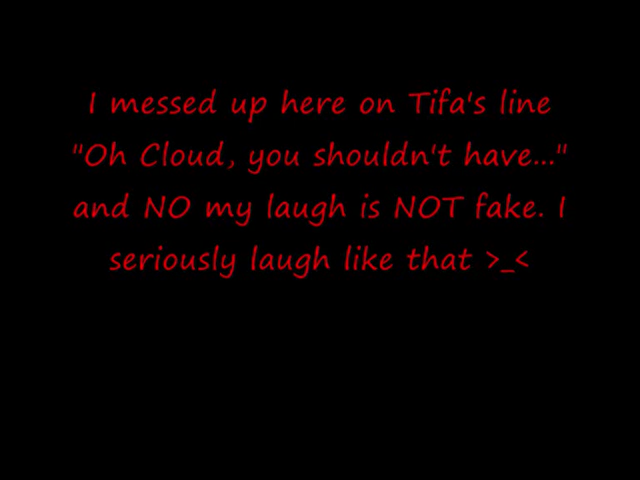 I messed up here on Tifa's line
"Oh Cloud, you shouldn't have..."
and NO my laugh is NOT fake. I
seriously laugh like that >_<